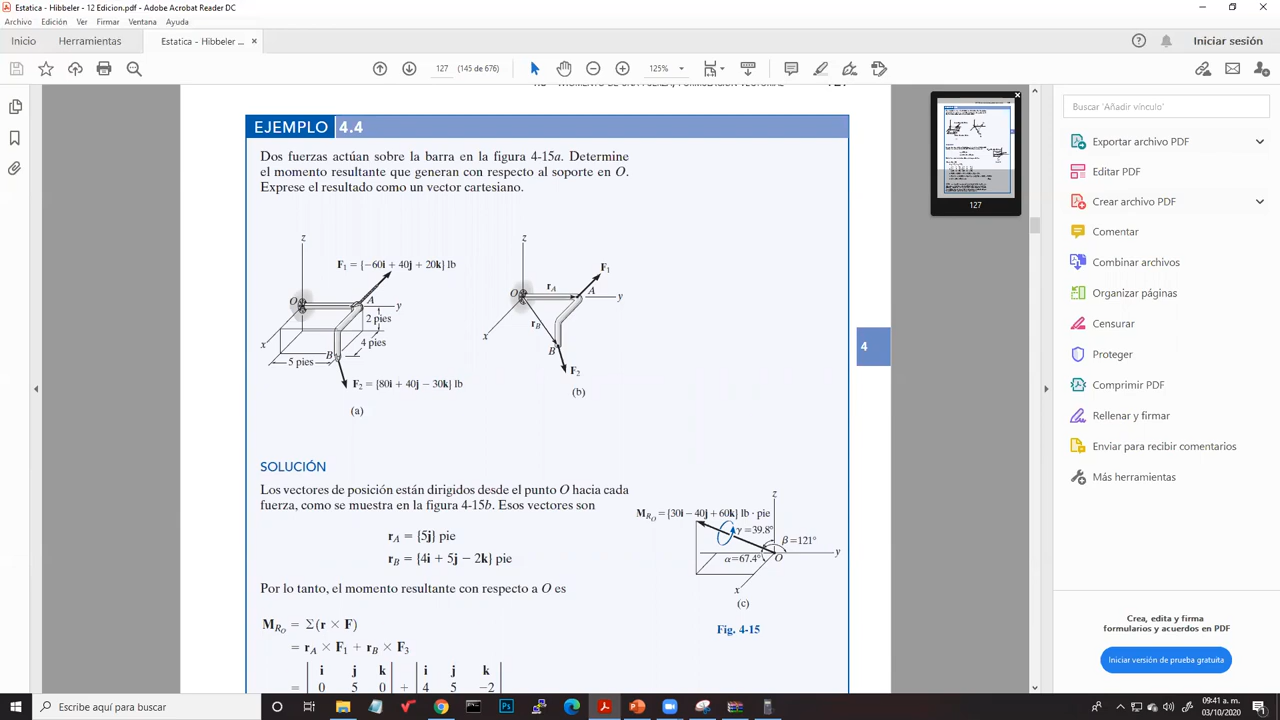 Estatica - Hibbeler - 12 Edicion.pdf - Adobe Acrobat Reader DC
Archivo Edición Ver Firmar Ventana Ayuda
Inicio Herramientas Estatica - Hibbeler ... × Iniciar sesión
127 (145 de 676) 125%
127
EJEMPLO 4.4
Dos fuerzas actúan sobre la barra en la figura 4-15a. Determine
el momento resultante que generan con respecto al soporte en O.
Exprese el resultado como un vector cartesiano.
z
F₁ = {−60i + 40j + 20k} lb
O
A
y
2 pies
x
4 pies
B
5 pies
F₂ = {80i + 40j − 30k} lb
(a)
z
F₁
r_A
O
A
y
r_B
x
B
F₂
(b)
4
SOLUCIÓN
Los vectores de posición están dirigidos desde el punto O hacia cada
fuerza, como se muestra en la figura 4-15b. Esos vectores son
r_A = {5j} pie
r_B = {4i + 5j − 2k} pie
Por lo tanto, el momento resultante con respecto a O es
M_R_O = Σ(r × F)
= r_A × F₁ + r_B × F₃
= | i j k | + | i j k |
0 5 0 4 5 −2
z
M_R_O = {30i − 40j + 60k} lb · pie
γ = 39.8°
β = 121°
y
α = 67.4°
O
x
(c)
Fig. 4-15
127
Buscar "Añadir vínculo"
Exportar archivo PDF
Editar PDF
Crear archivo PDF
Comentar
Combinar archivos
Organizar páginas
Censurar
Proteger
Comprimir PDF
Rellenar y firmar
Enviar para recibir comentarios
Más herramientas
Crea, edita y firma
formularios y acuerdos en PDF
Iniciar versión de prueba gratuita
Escribe aquí para buscar
09:41 a. m.
03/10/2020